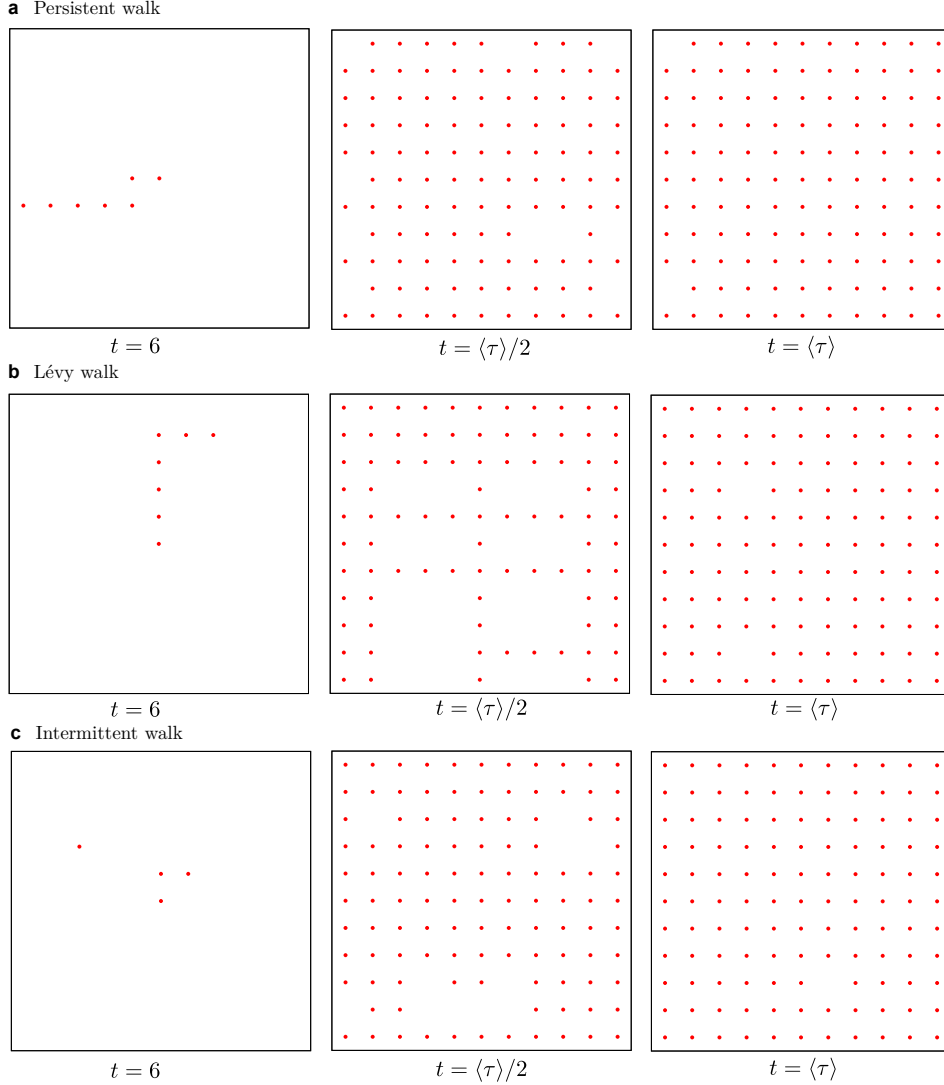 a Persistent walk
t = 6
t = ⟨τ⟩/2
t = ⟨τ⟩
b Lévy walk
t = 6
t = ⟨τ⟩/2
t = ⟨τ⟩
c Intermittent walk
t = 6
t = ⟨τ⟩/2
t = ⟨τ⟩